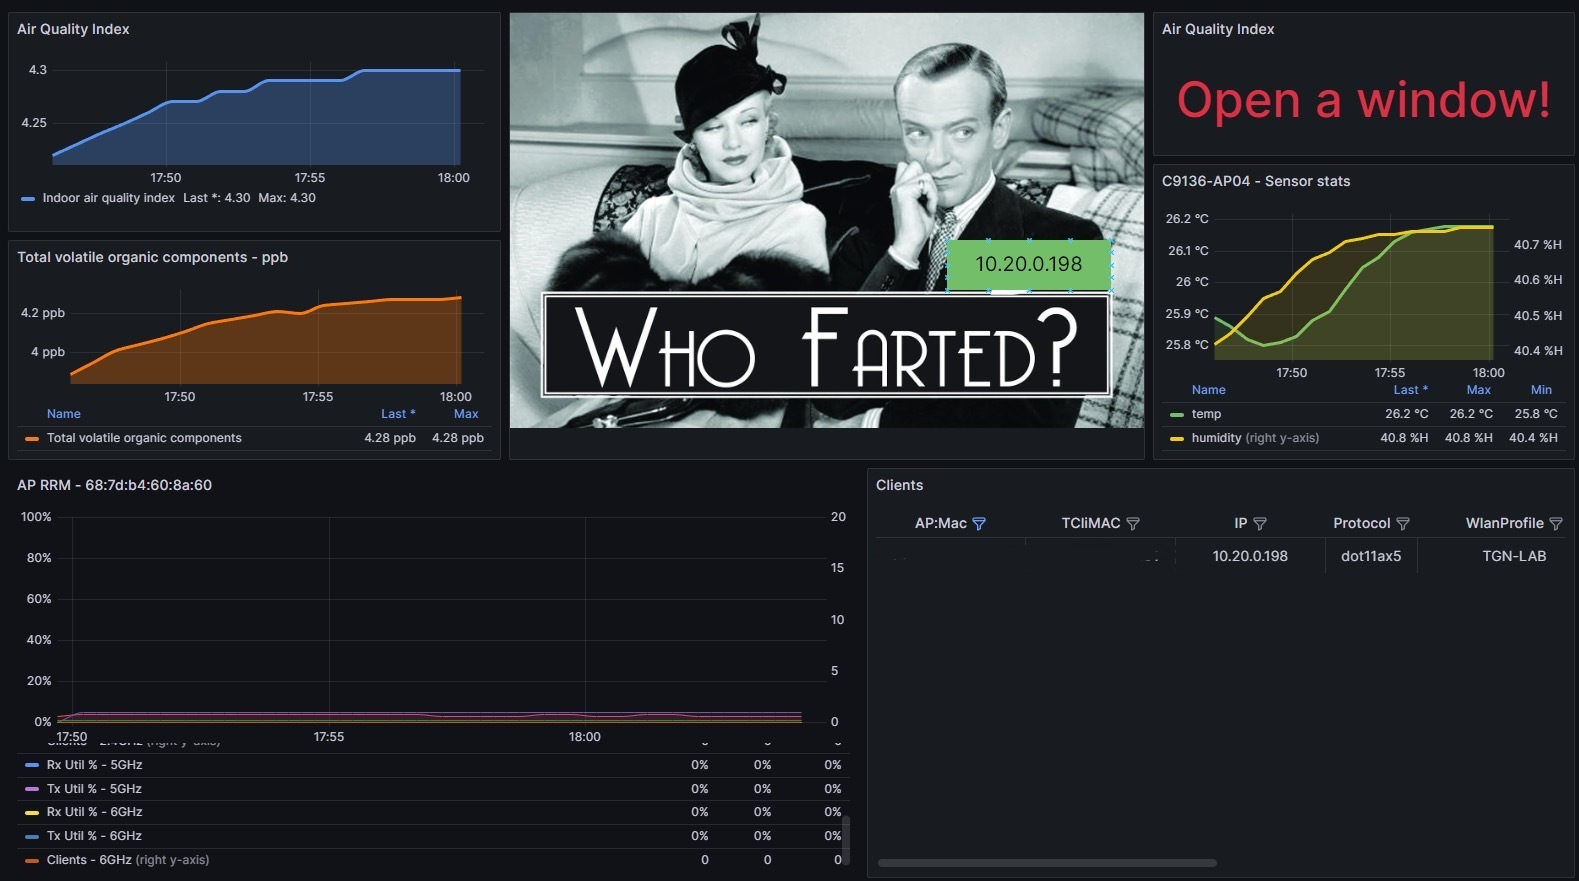 Air Quality Index
4.3
4.25
17:50 17:55 18:00
Indoor air quality index Last *: 4.30 Max: 4.30
Total volatile organic components - ppb
4.2 ppb
4 ppb
17:50 17:55 18:00
Name Last * Max
Total volatile organic components 4.28 ppb 4.28 ppb
10.20.0.198
WHO FARTED?
Air Quality Index
Open a window!
C9136-AP04 - Sensor stats
26.2 °C
26.1 °C 40.7 %H
26 °C 40.6 %H
25.9 °C 40.5 %H
25.8 °C 40.4 %H
17:50 17:55 18:00
Name Last * Max Min
temp 26.2 °C 26.2 °C 25.8 °C
humidity (right y-axis) 40.8 %H 40.8 %H 40.4 %H
AP RRM - 68:7d:b4:60:8a:60
100% 20
80% 15
60% 10
40%
20% 5
0% 0
17:50 17:55 18:00
Clients - 2.4GHz (right y-axis)
Rx Util % - 5GHz 0% 0% 0%
Tx Util % - 5GHz 0% 0% 0%
Rx Util % - 6GHz 0% 0% 0%
Tx Util % - 6GHz 0% 0% 0%
Clients - 6GHz (right y-axis) 0 0 0
Clients
AP:Mac TCliMAC IP Protocol WlanProfile
10.20.0.198 dot11ax5 TGN-LAB